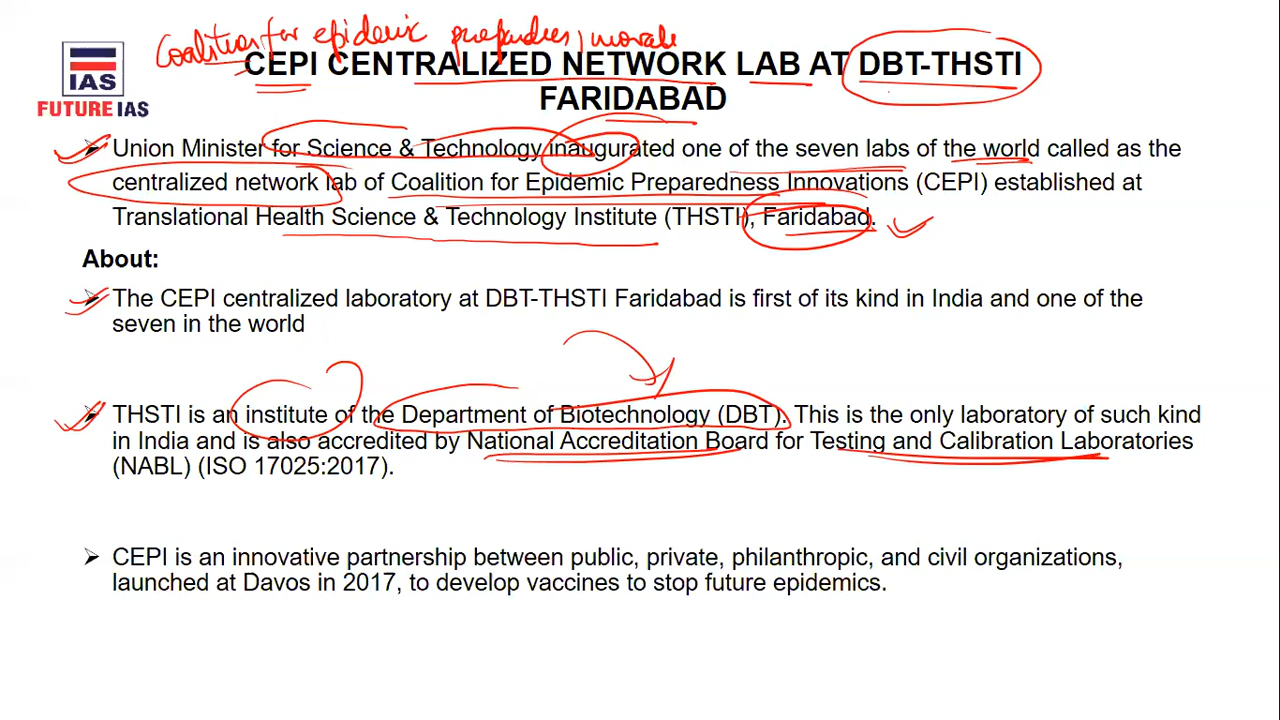 Coalition for epidemic preparedness, innovate
IAS
FUTURE IAS
CEPI CENTRALIZED NETWORK LAB AT DBT-THSTI
FARIDABAD
➤ Union Minister for Science & Technology inaugurated one of the seven labs of the world called as the
centralized network lab of Coalition for Epidemic Preparedness Innovations (CEPI) established at
Translational Health Science & Technology Institute (THSTI), Faridabad.
About:
➤ The CEPI centralized laboratory at DBT-THSTI Faridabad is first of its kind in India and one of the
seven in the world
➤ THSTI is an institute of the Department of Biotechnology (DBT). This is the only laboratory of such kind
in India and is also accredited by National Accreditation Board for Testing and Calibration Laboratories
(NABL) (ISO 17025:2017).
➤ CEPI is an innovative partnership between public, private, philanthropic, and civil organizations,
launched at Davos in 2017, to develop vaccines to stop future epidemics.